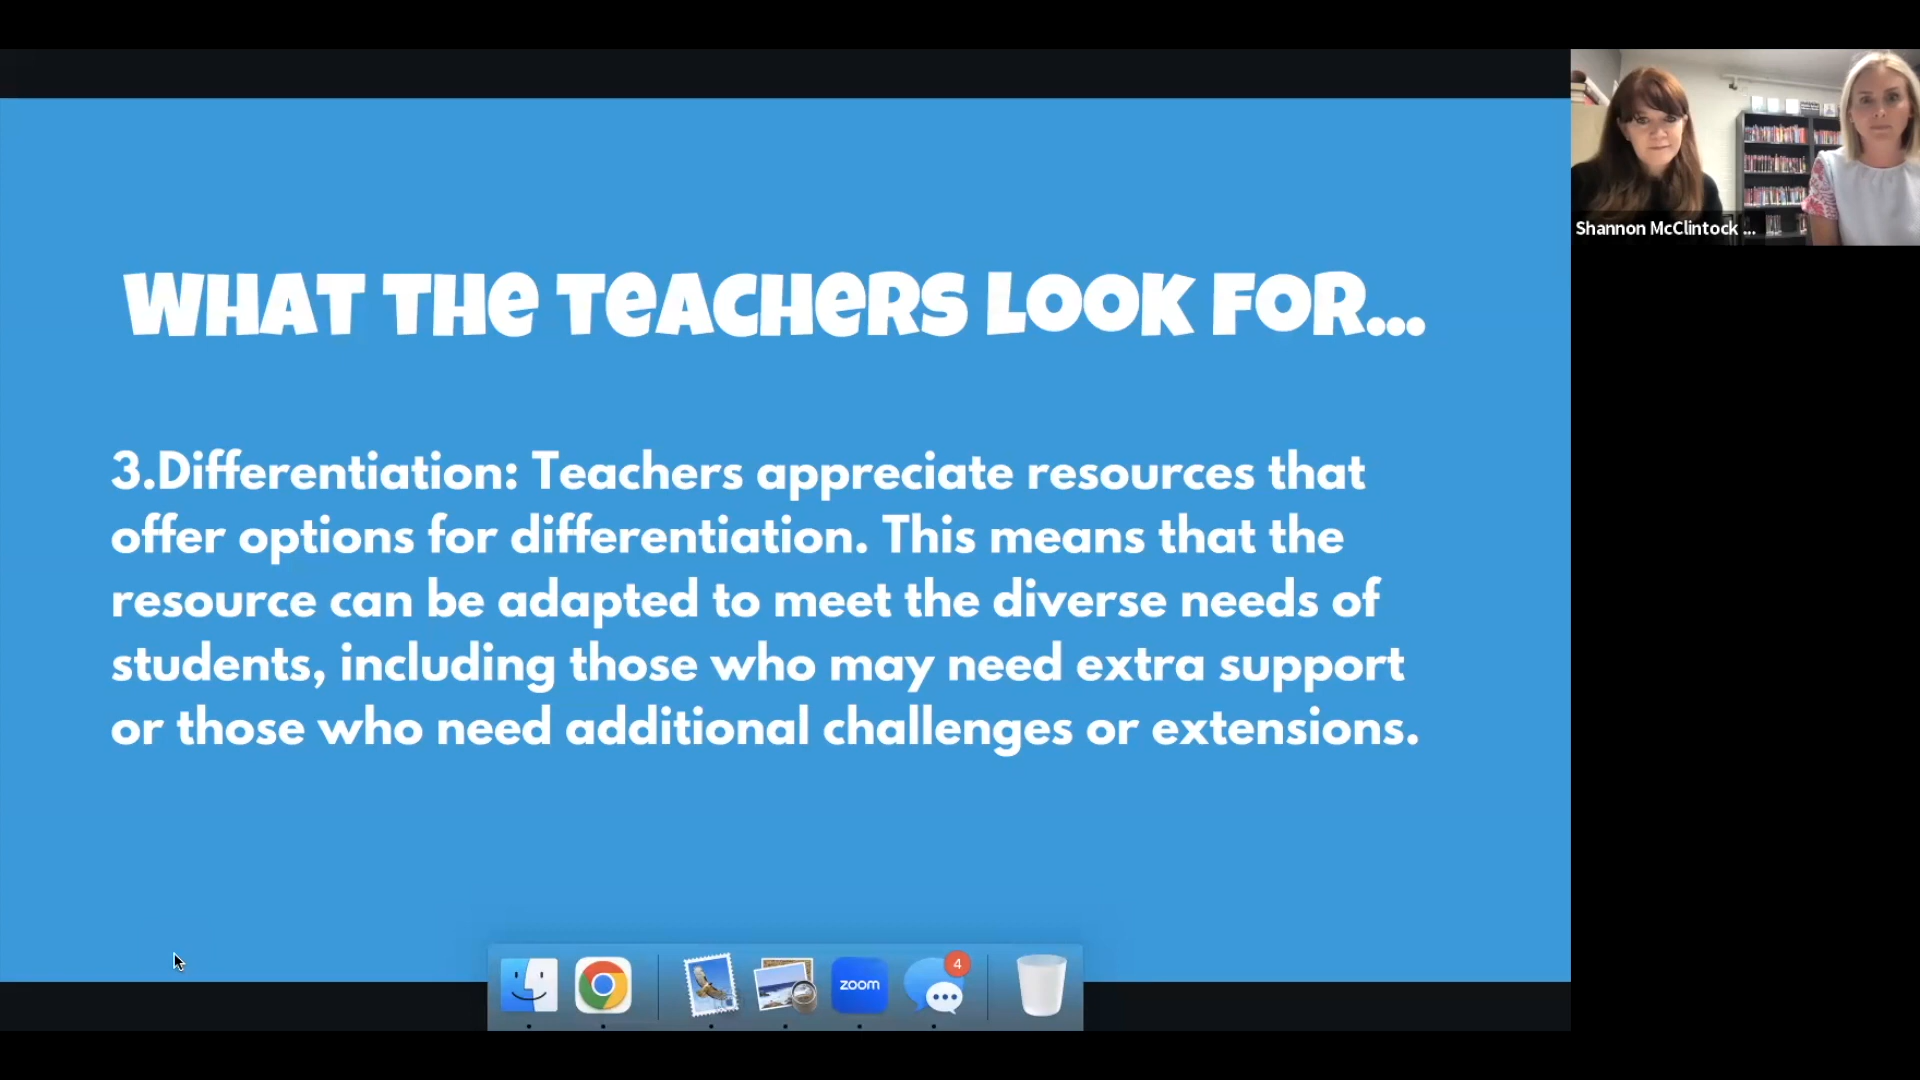 WHAT THE TEACHERS LOOK FOR...
3.Differentiation: Teachers appreciate resources that
offer options for differentiation. This means that the
resource can be adapted to meet the diverse needs of
students, including those who may need extra support
or those who need additional challenges or extensions.
Shannon McClintock ...
zoom
4